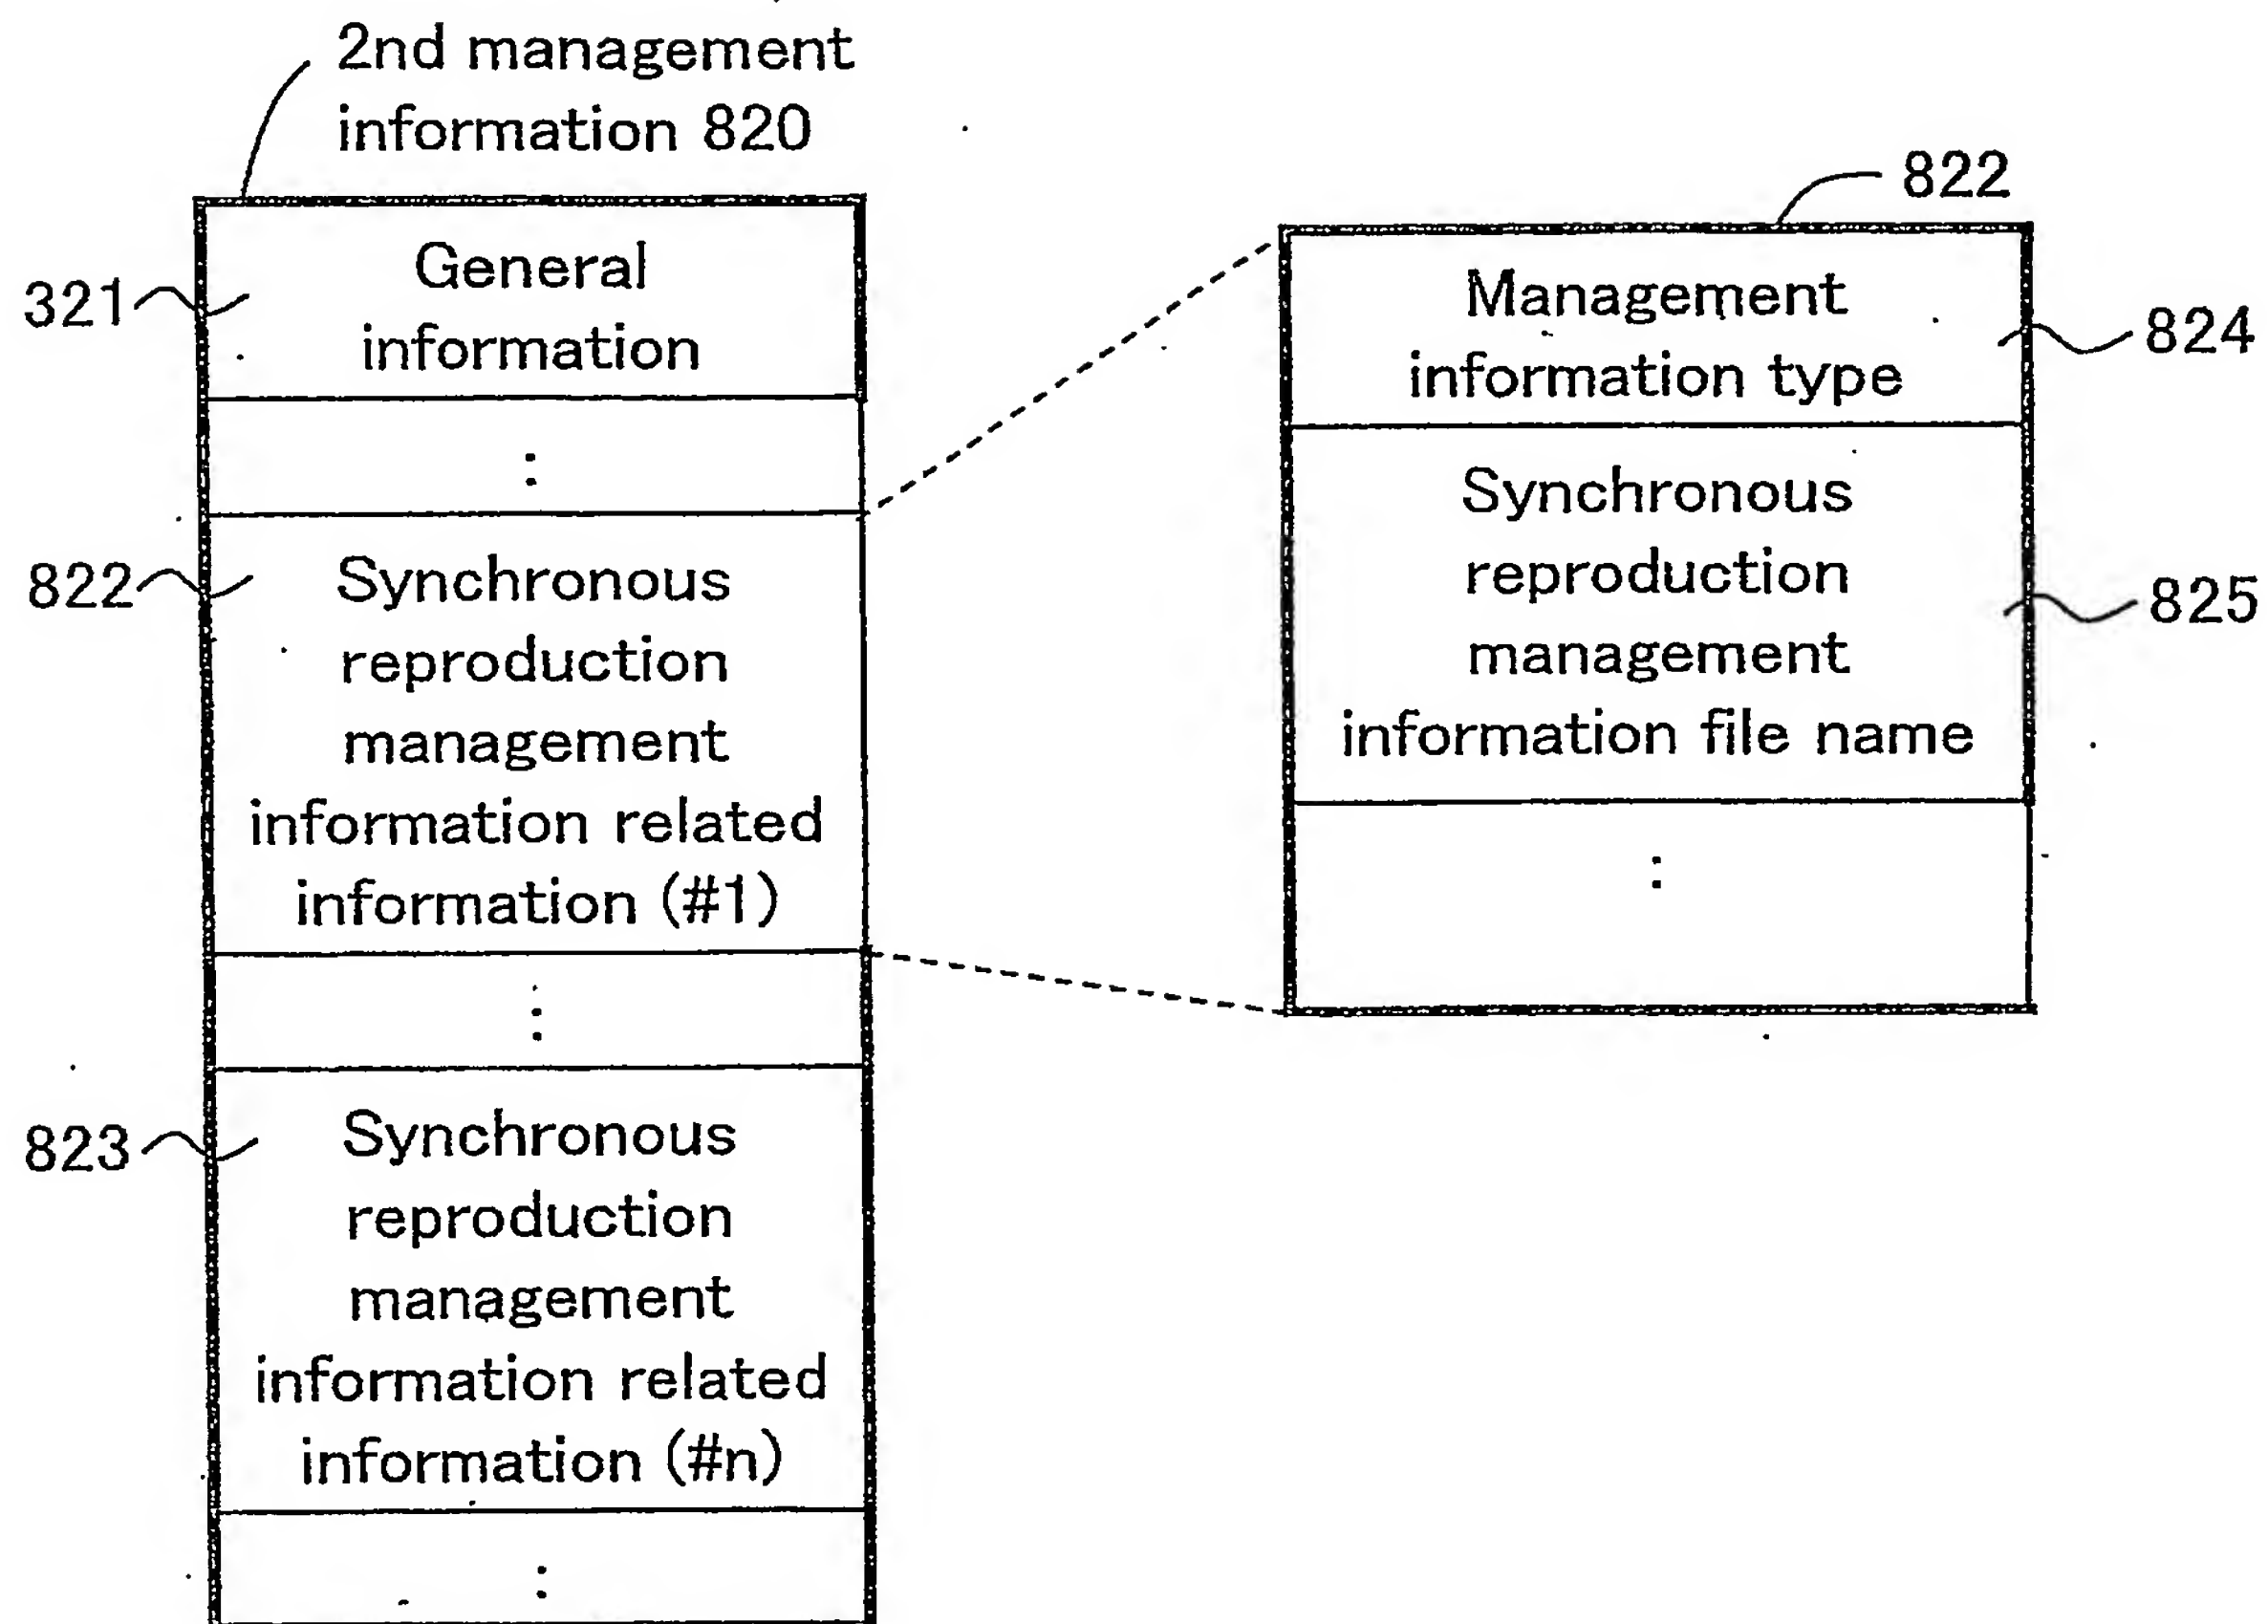 2nd management
information 820
321
General
information
:
822
Synchronous
reproduction
management
information related
information (#1)
:
823
Synchronous
reproduction
management
information related
information (#n)
:
822
Management
information type
824
Synchronous
reproduction
management
information file name
825
: